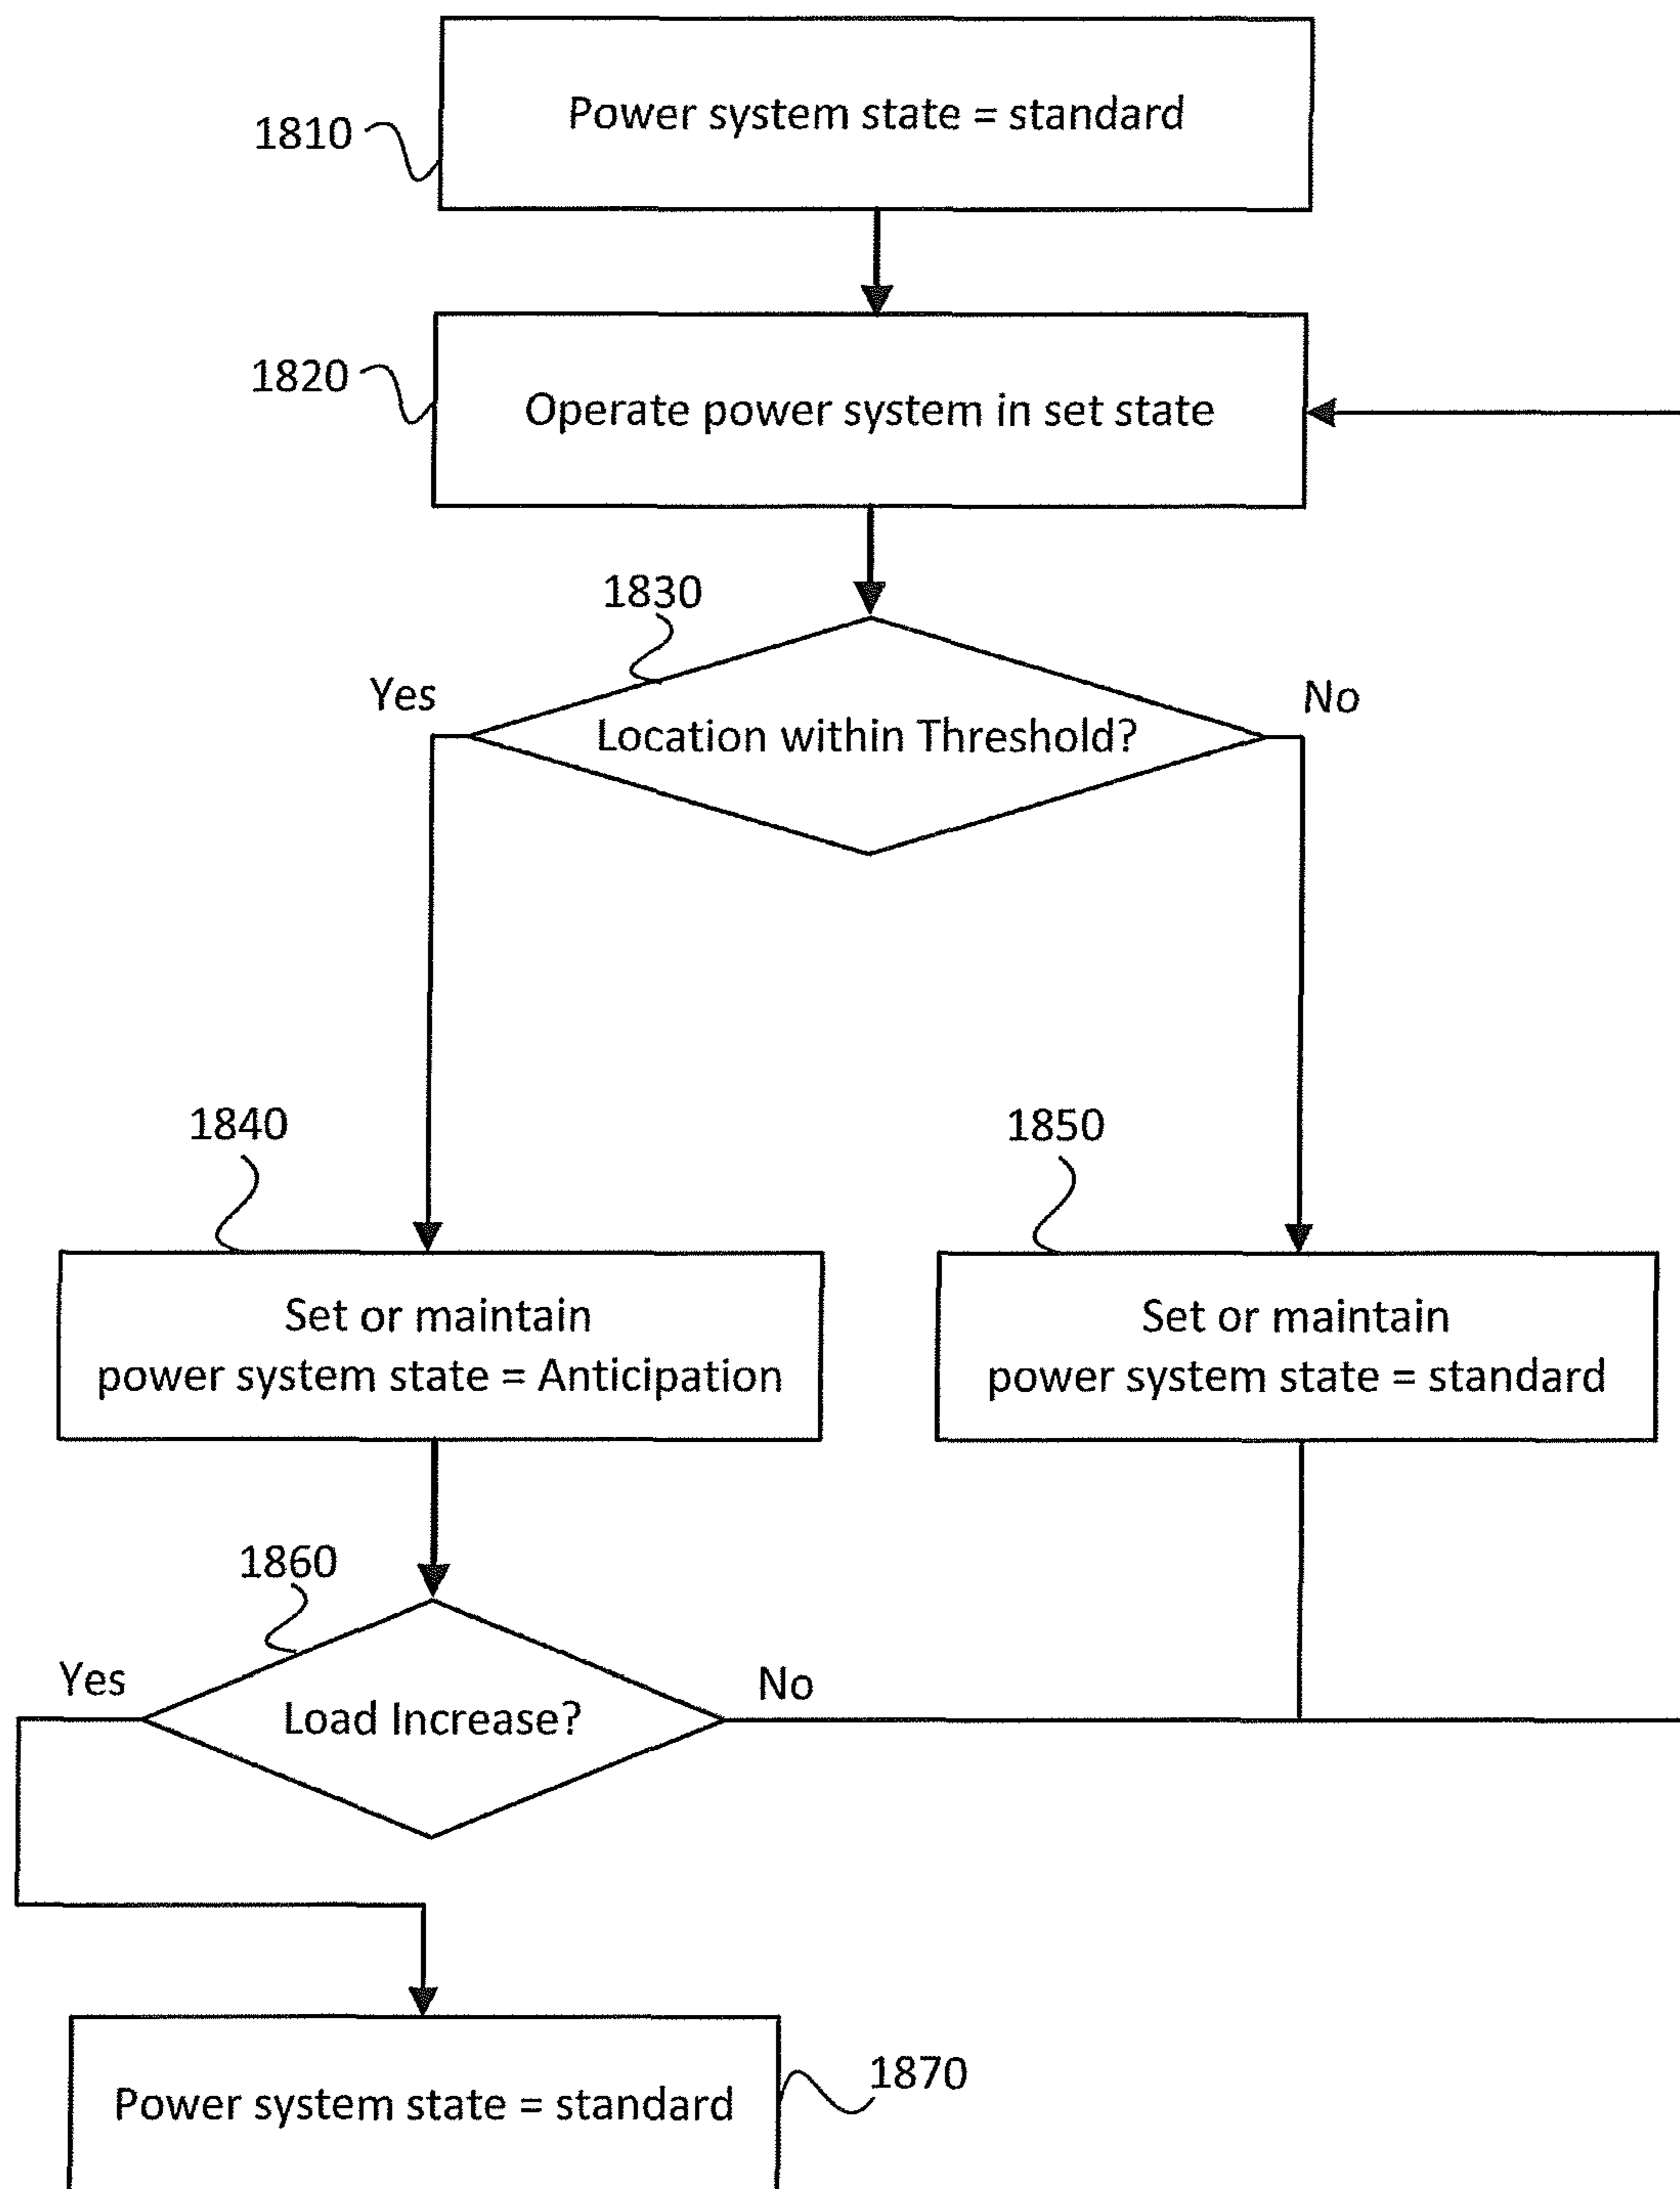 Power system state = standard
1810
1820
Operate power system in set state
1830
Yes
No
Location within Threshold?
1840
1850
Set or maintain
power system state = Anticipation
Set or maintain
power system state = standard
1860
Yes
No
Load Increase?
1870
Power system state = standard